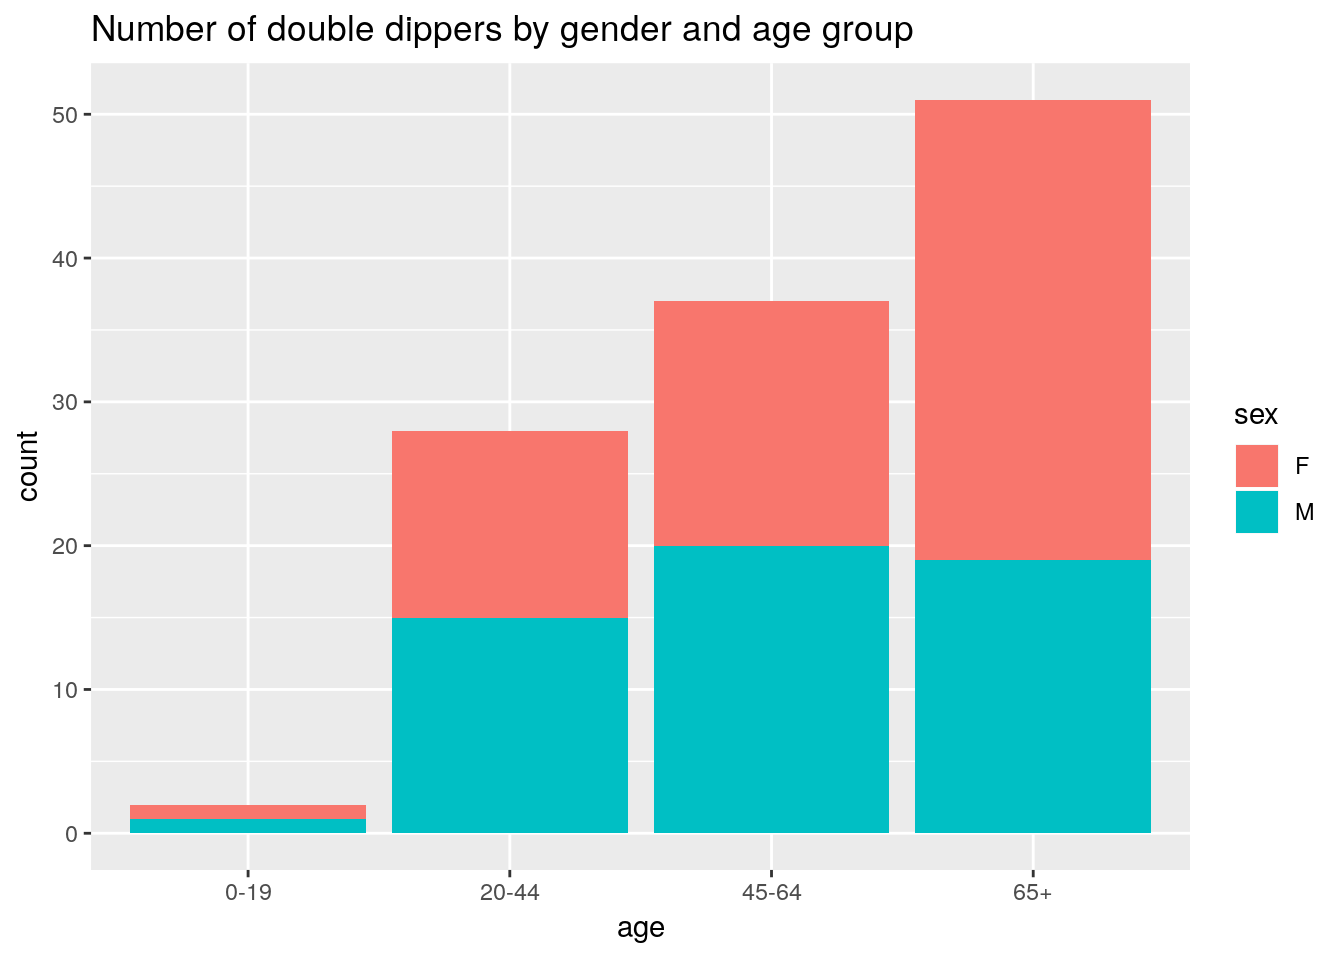 Number of double dippers by gender and age group
50
40
30
20
10
0
count
0-19 20-44 45-64 65+
age
sex
F
M